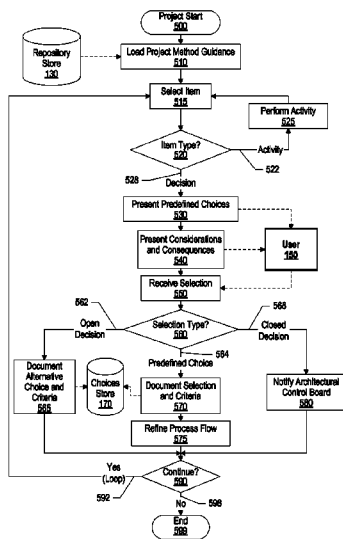 Project Start
500
Repository
Store
130
Load Project Method Guidance
510
Select Item
515
Perform Activity
525
Item Type?
520
Activity
522
528
Decision
Present Predefined Choices
530
Present Considerations
and Consequences
540
User
150
Receive Selection
550
562
568
Selection Type?
560
Open
Decision
564
Closed
Decision
Predefined Choice
Document
Alternative
Choice and
Criteria
565
Choices
Store
170
Document Selection
and Criteria
570
Notify Architectural
Control Board
580
Refine Process Flow
575
Yes
(Loop)
592
Continue?
590
No
598
End
599